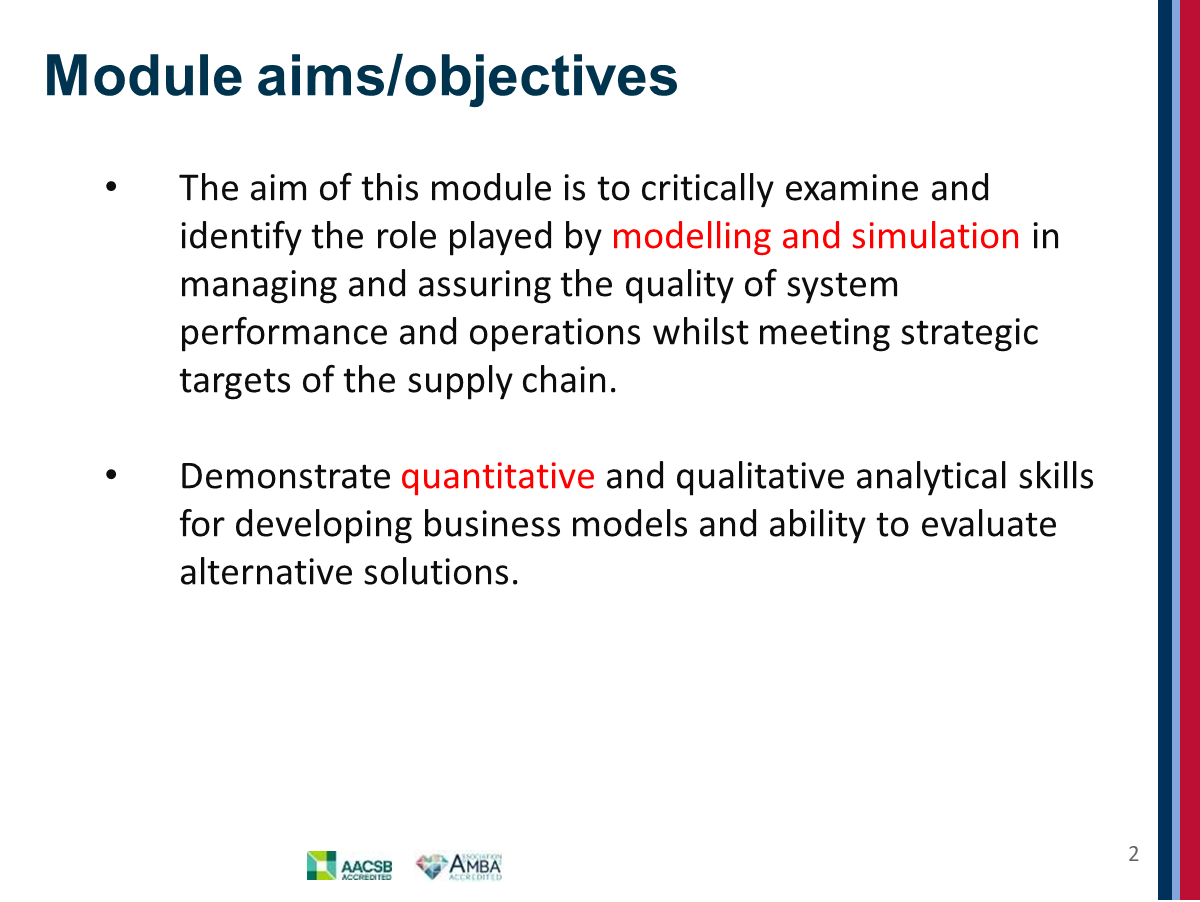 Module aims/objectives
• The aim of this module is to critically examine and
identify the role played by modelling and simulation in
managing and assuring the quality of system
performance and operations whilst meeting strategic
targets of the supply chain.
• Demonstrate quantitative and qualitative analytical skills
for developing business models and ability to evaluate
alternative solutions.
AACSB
ACCREDITED
ASSOCIATION
AMBA
ACCREDITED
2